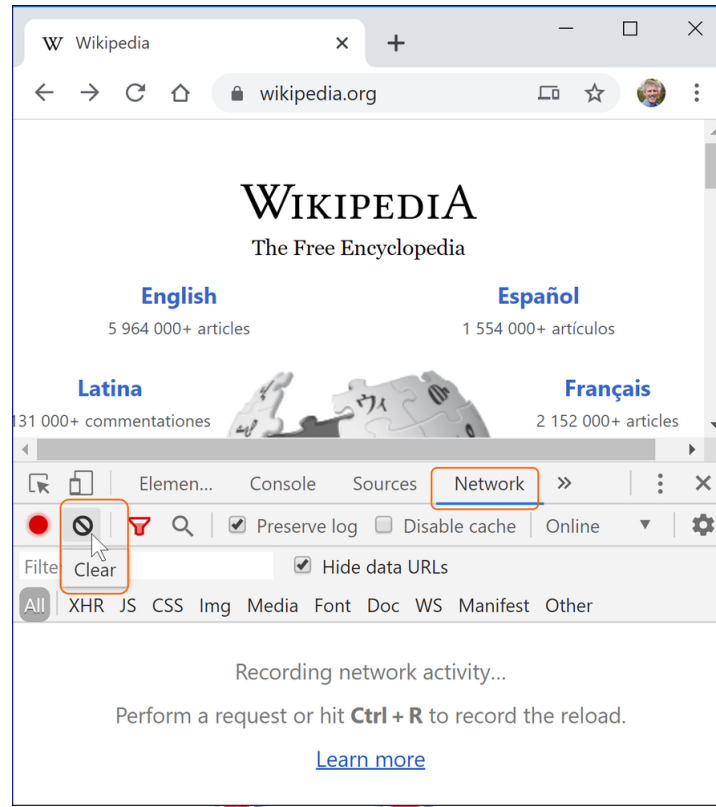 W Wikipedia
wikipedia.org
WIKIPEDIA
The Free Encyclopedia
English
Español
5 964 000+ articles
1 554 000+ artículos
Latina
Français
131 000+ commentationes
2 152 000+ articles
Elemen... Console Sources Network
Preserve log Disable cache Online
Filte
Clear
Hide data URLs
All XHR JS CSS Img Media Font Doc WS Manifest Other
Recording network activity...
Perform a request or hit Ctrl + R to record the reload.
Learn more